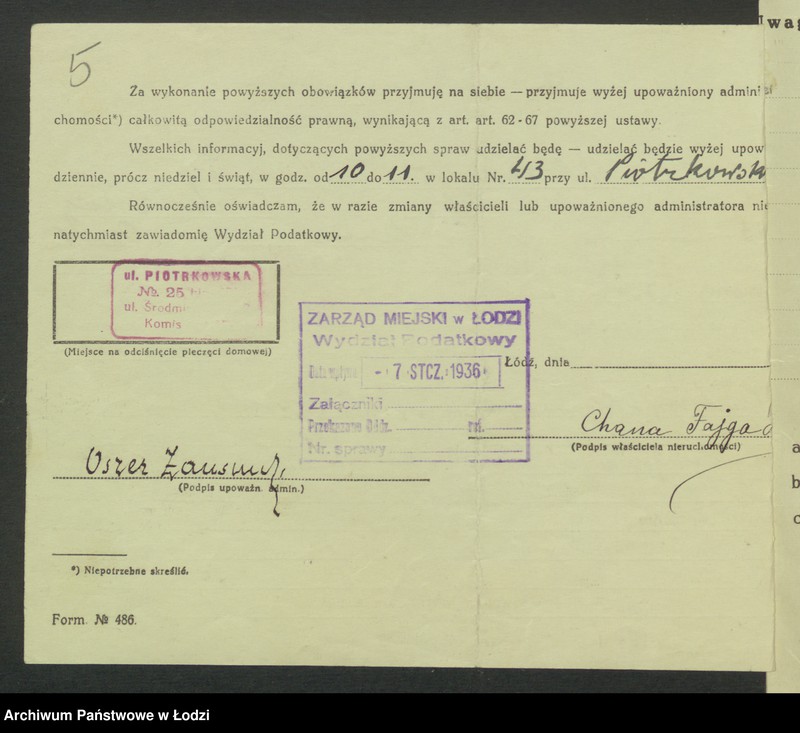 5
Uwag
Za wykonanie powyższych obowiązków przyjmuję na siebie — przyjmuje wyżej upoważniony admini
chomości*) całkowitą odpowiedzialność prawną, wynikającą z art. art. 62-67 powyższej ustawy.
Wszelkich informacyj, dotyczących powyższych spraw udzielać będę — udzielać będzie wyżej upow
dziennie, prócz niedziel i świąt, w godz. od 10 do 11 w lokalu Nr. 43 przy ul. Piotrkowska
Równocześnie oświadczam, że w razie zmiany właścicieli lub upoważnionego administratora nie
natychmiast zawiadomię Wydział Podatkowy.
ul. PIOTRKOWSKA
№ 25
ul. Średmi
Komis
(Miejsce na odciśnięcie pieczęci domowej)
ZARZĄD MIEJSKI w ŁODZI
Wydział Podatkowy
- 7 STCZ. 1936
Łódź, dnia
Załączniki
Nr. sprawy
Chana Fajga
(Podpis właściciela nieruchomości)
Oszer
(Podpis upoważn. admin.)
*) Niepotrzebne skreślić.
Form. № 486.
a
b
c
Archiwum Państwowe w Łodzi